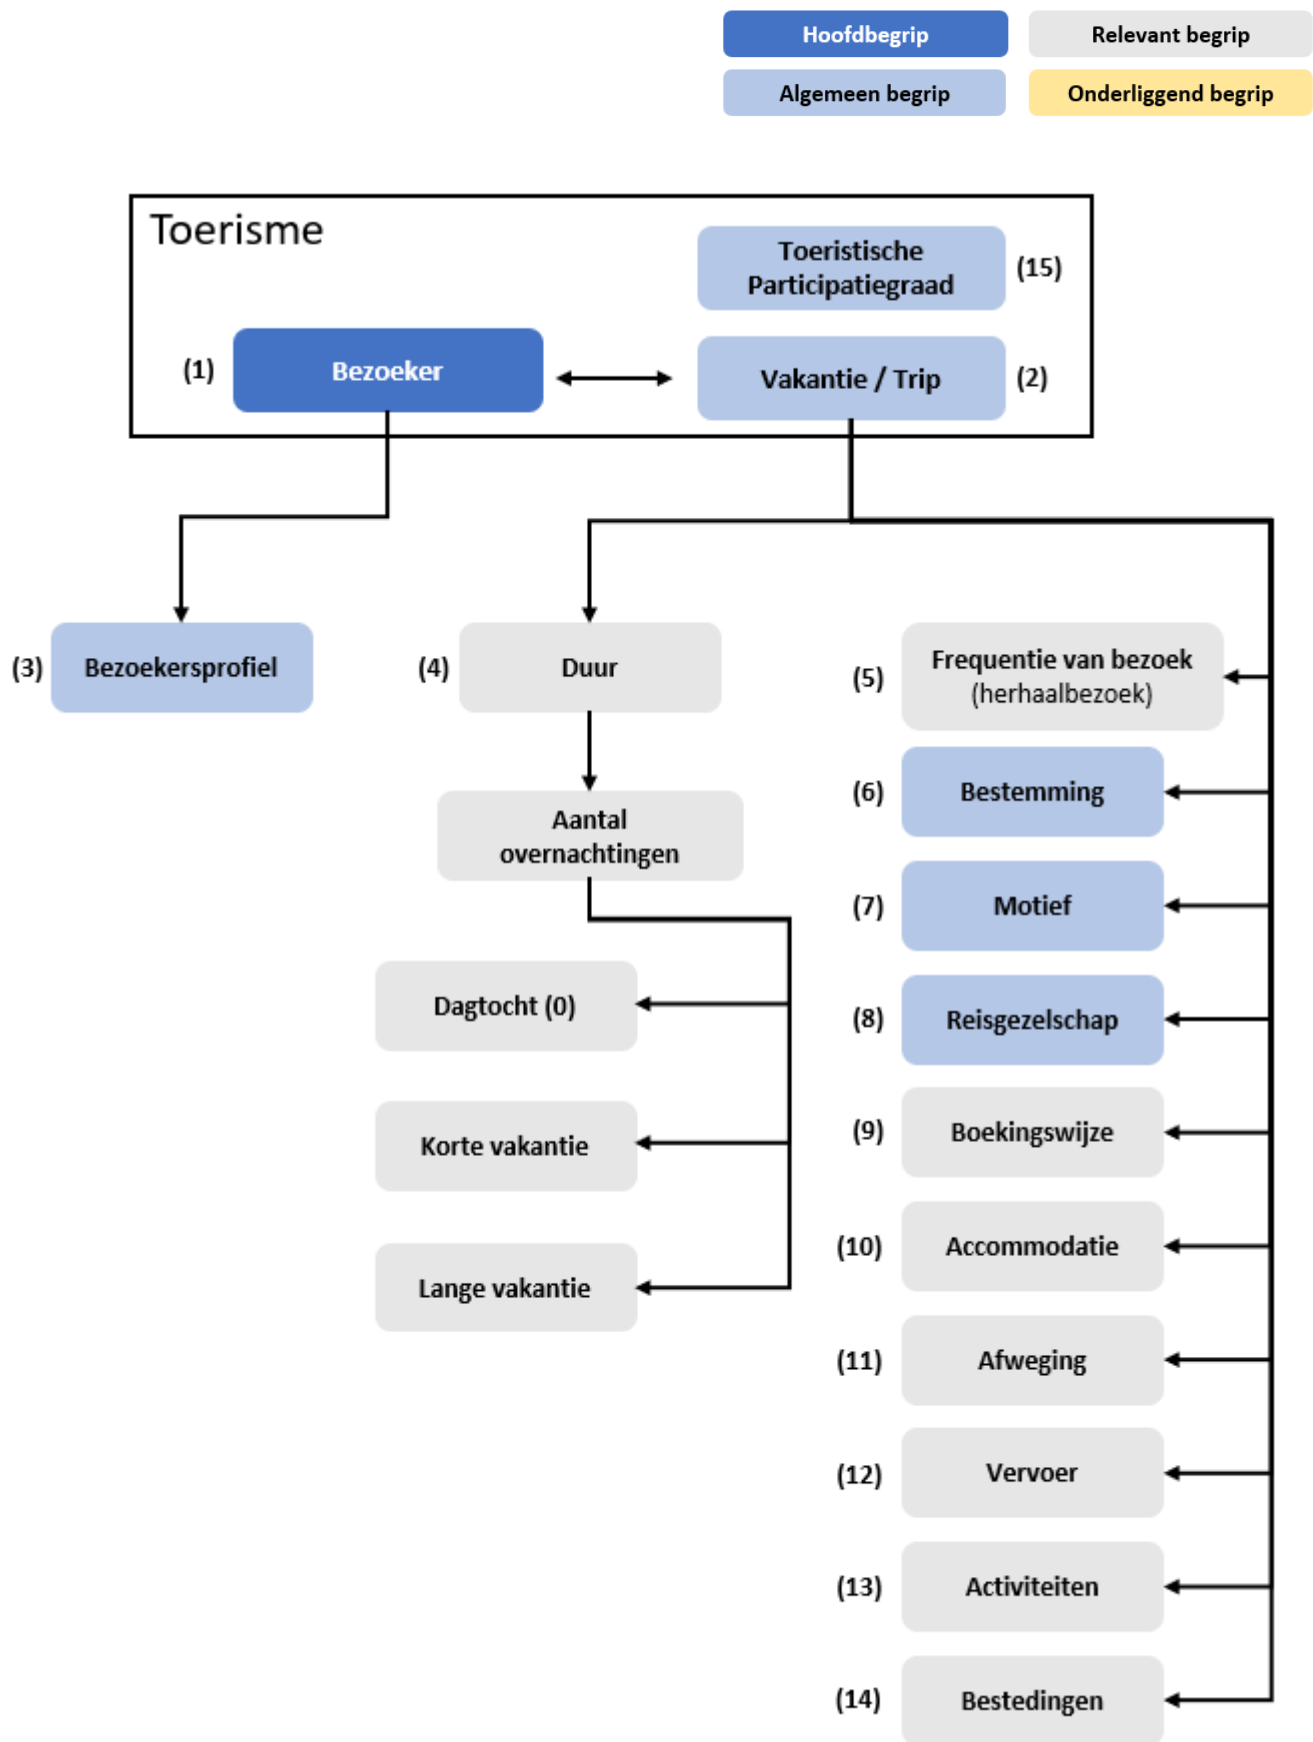 Hoofdbegrip
Relevant begrip
Algemeen begrip
Onderliggend begrip
Toerisme
Toeristische
Participatiegraad
(15)
(1)
Bezoeker
Vakantie / Trip
(2)
(3)
Bezoekersprofiel
(4)
Duur
Aantal
overnachtingen
Dagtocht (0)
Korte vakantie
Lange vakantie
(5)
Frequentie van bezoek
(herhaalbezoek)
(6)
Bestemming
(7)
Motief
(8)
Reisgezelschap
(9)
Boekingswijze
(10)
Accommodatie
(11)
Afweging
(12)
Vervoer
(13)
Activiteiten
(14)
Bestedingen